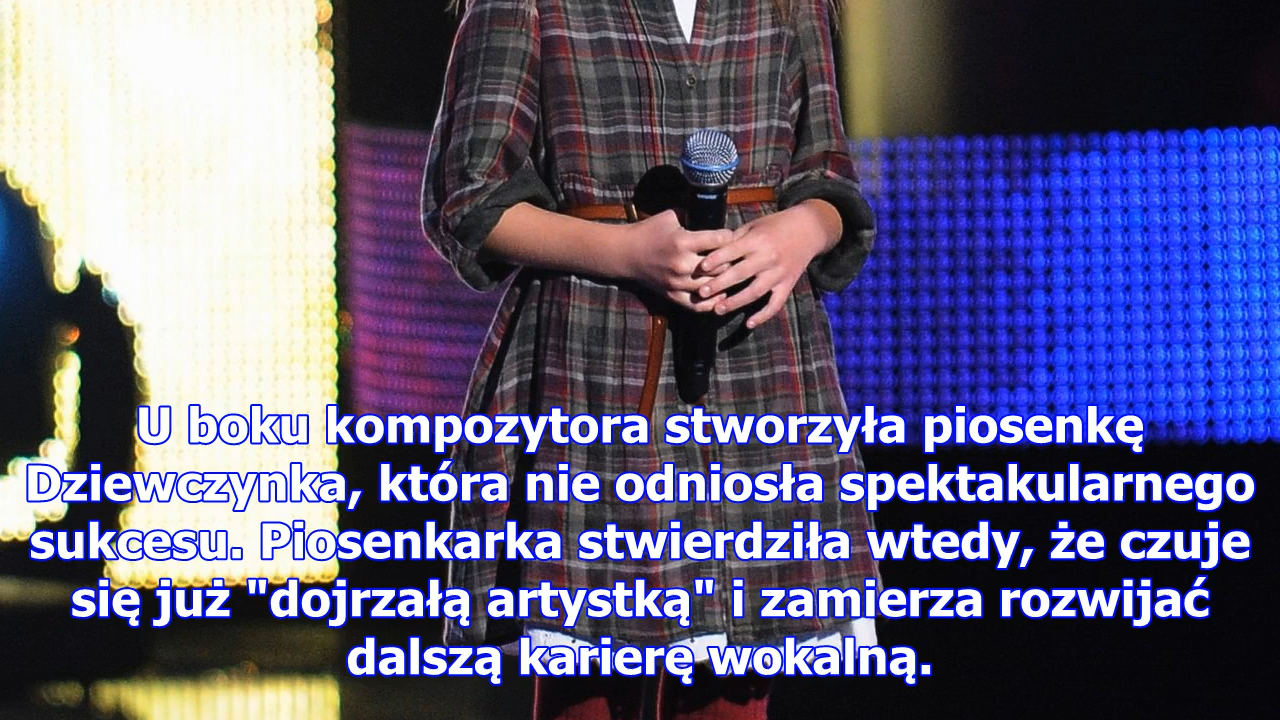 U boku kompozytora stworzyła piosenkę
Dziewczynka, która nie odniosła spektakularnego
sukcesu. Piosenkarka stwierdziła wtedy, że czuje
się już "dojrzałą artystką" i zamierza rozwijać
dalszą karierę wokalną.